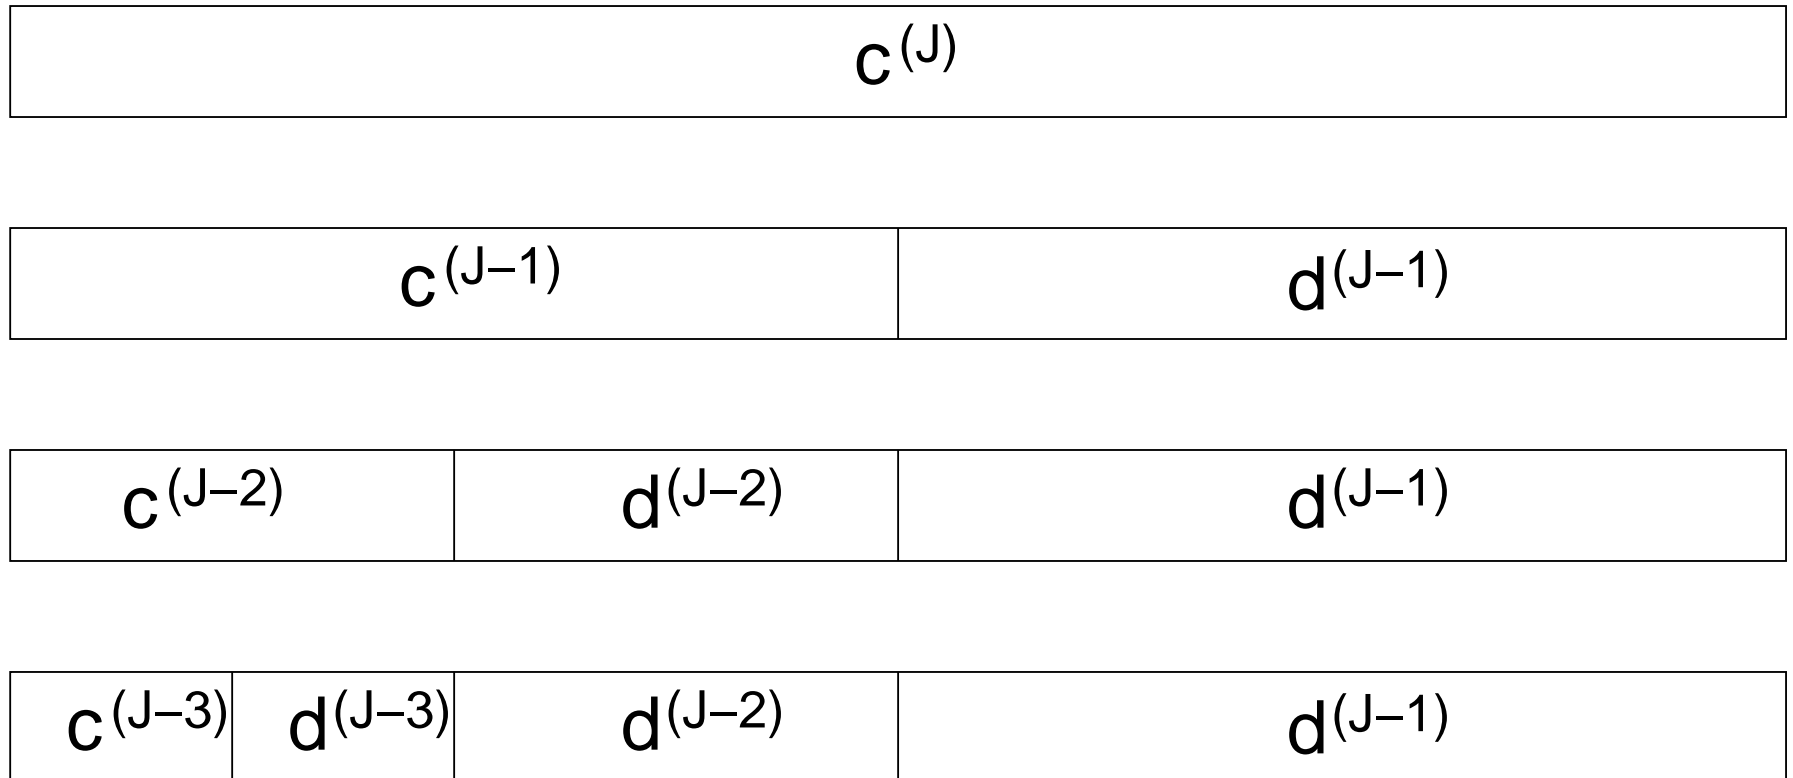 c(J)
c(J–1) d(J–1)
c(J–2) d(J–2) d(J–1)
c(J–3) d(J–3) d(J–2) d(J–1)